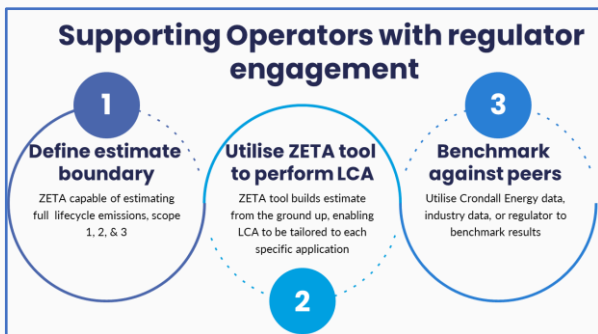 Supporting Operators with regulator
engagement
1
Define estimate
boundary
ZETA capable of estimating
full lifecycle emissions, scope
1, 2, & 3
Utilise ZETA tool
to perform LCA
ZETA tool builds estimate
from the ground up, enabling
LCA to be tailored to each
specific application
2
3
Benchmark
against peers
Utilise Crondall Energy data,
industry data, or regulator to
benchmark results